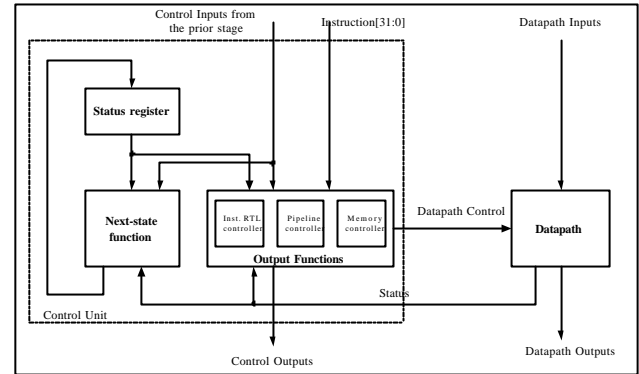 Control Inputs from
the prior stage
Instruction[31:0]
Datapath Inputs
Status register
Next-state
function
Inst. RTL
controller
Pipeline
controller
Memory
controller
Output Functions
Datapath Control
Datapath
Status
Control Unit
Control Outputs
Datapath Outputs